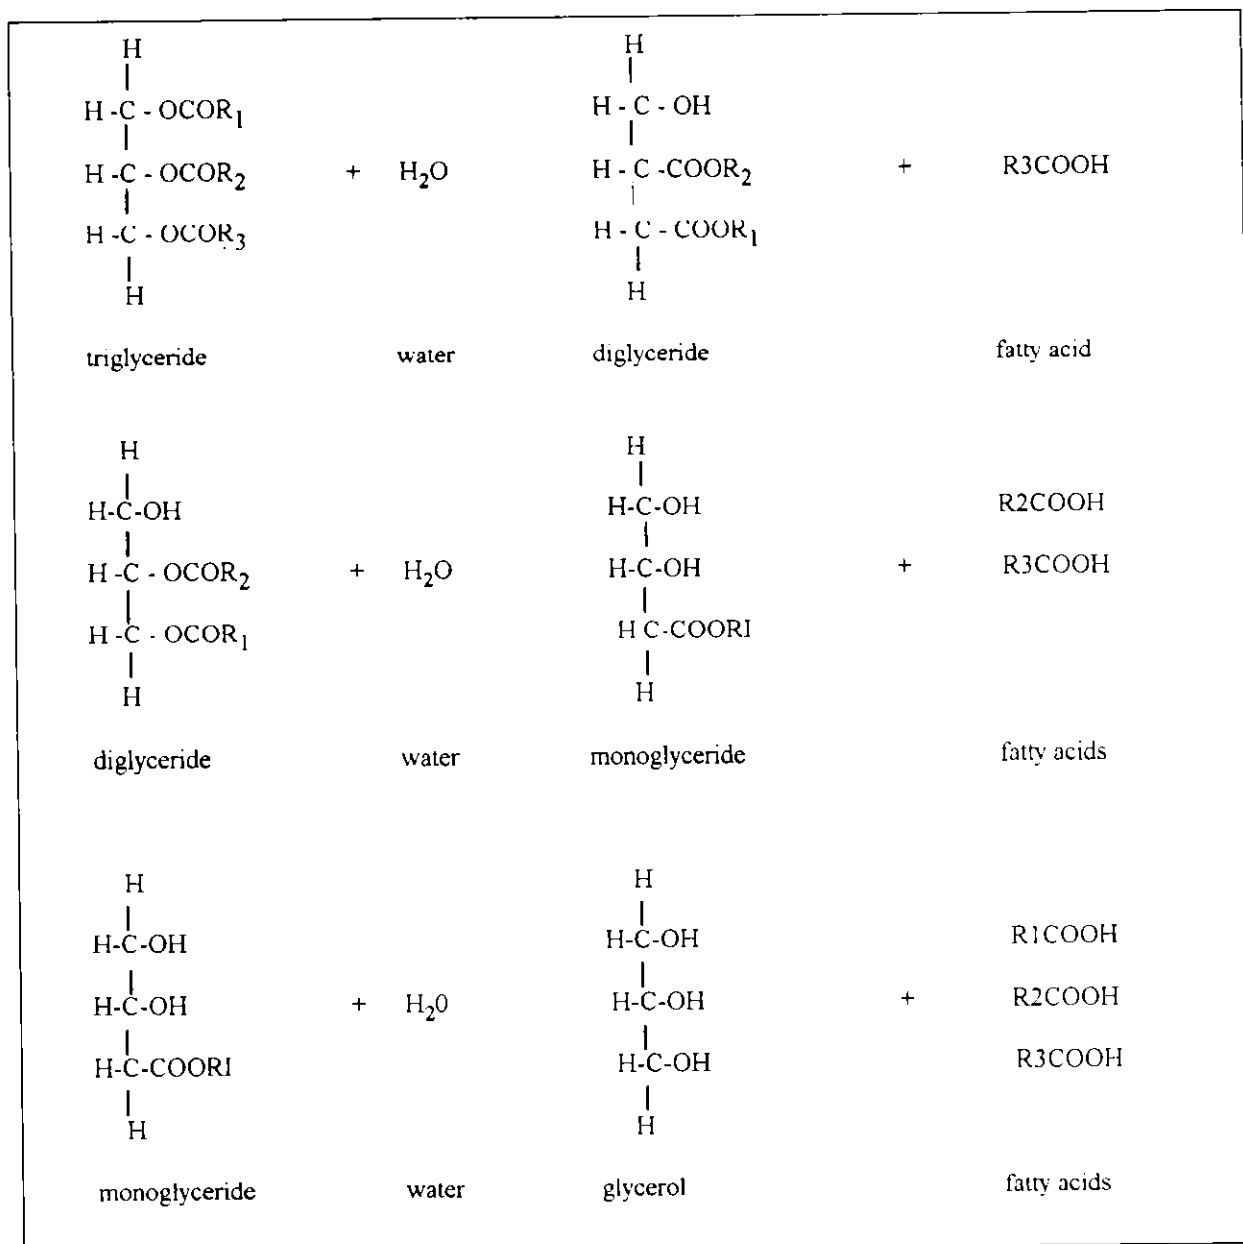 H H
H -C - OCOR1 H - C - OH
H -C - OCOR2 + H2O H - C -COOR2 + R3COOH
H -C - OCOR3 H - C - COOR1
H H
triglyceride water diglyceride fatty acid
H H
H-C-OH H-C-OH R2COOH
H -C - OCOR2 + H2O H-C-OH + R3COOH
H -C - OCOR1 H C-COORI
H H
diglyceride water monoglyceride fatty acids
H H
H-C-OH H-C-OH R1COOH
H-C-OH + H20 H-C-OH + R2COOH
H-C-COORI H-C-OH R3COOH
H H
monoglyceride water glycerol fatty acids